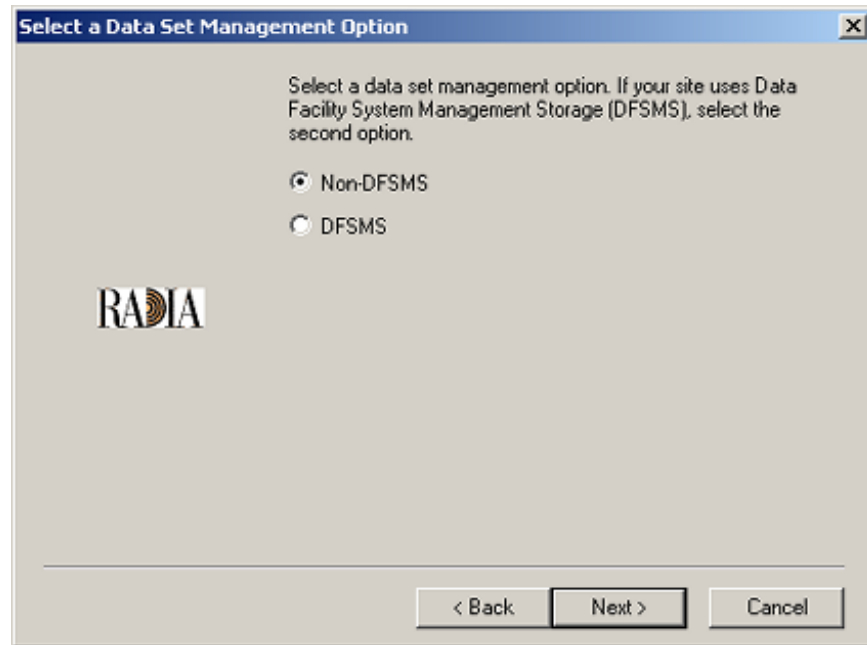 Select a Data Set Management Option
Select a data set management option. If your site uses Data
Facility System Management Storage (DFSMS), select the
second option.
Non-DFSMS
DFSMS
RADIA
< Back
Next >
Cancel